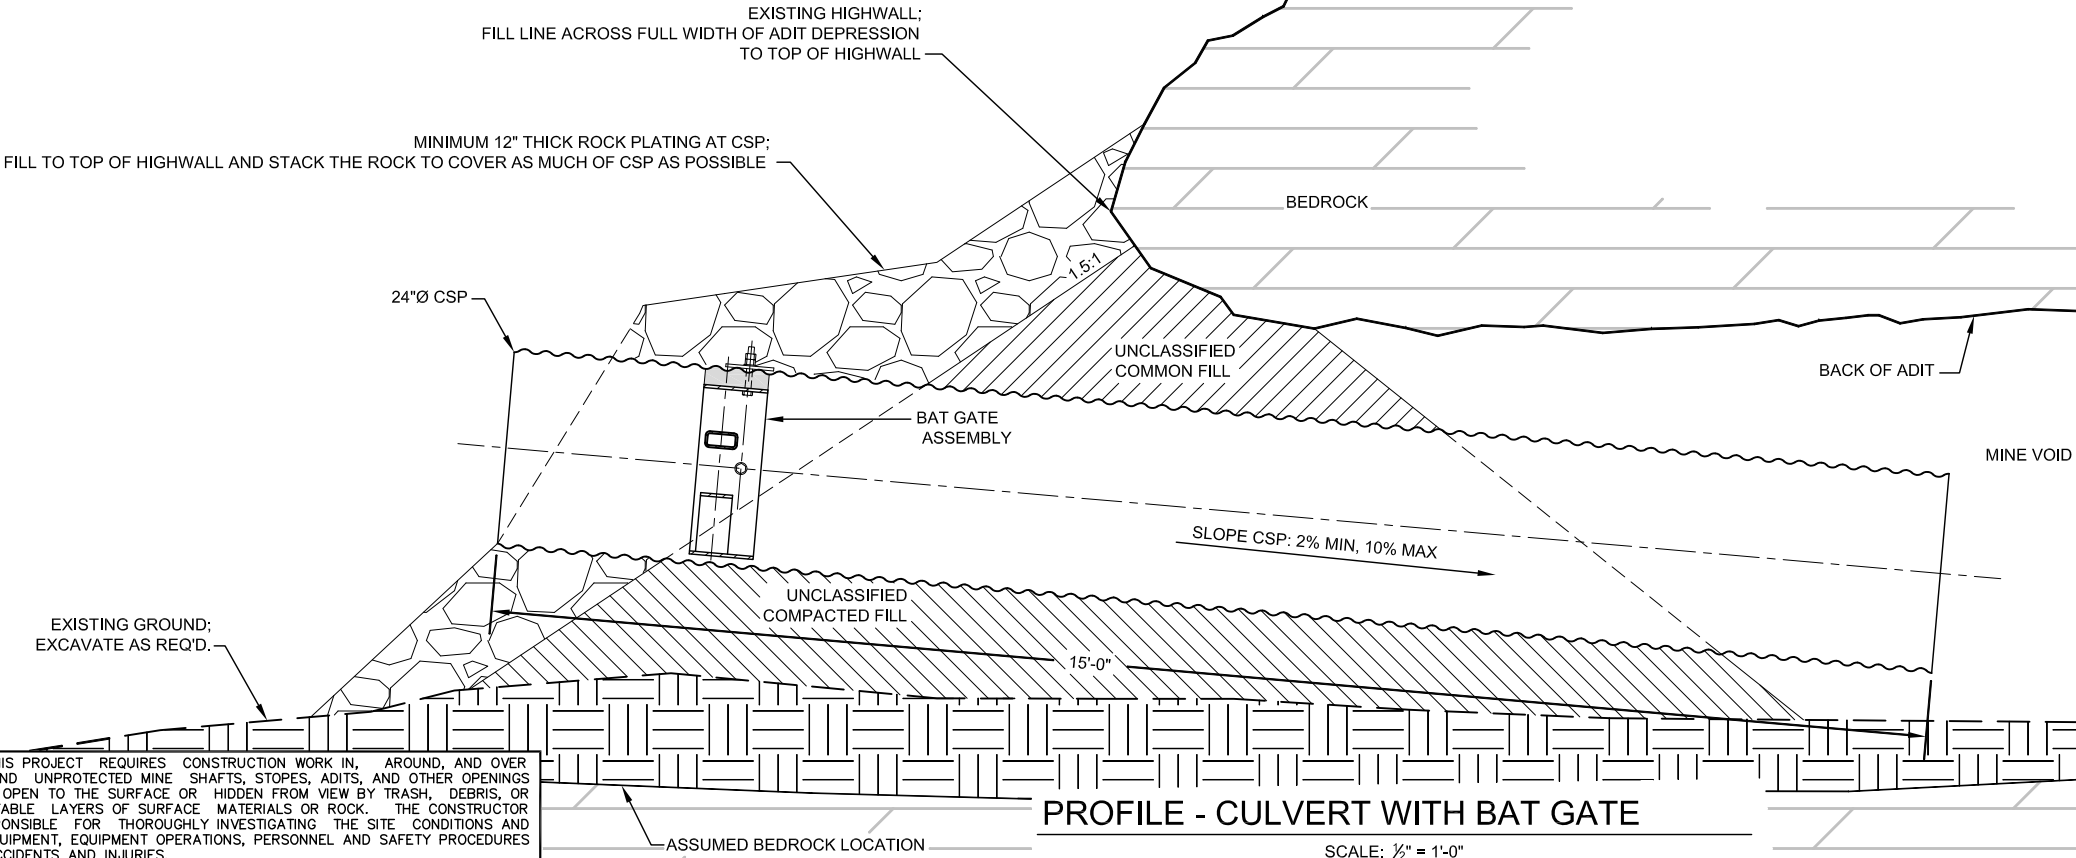 EXISTING HIGHWALL;
FILL LINE ACROSS FULL WIDTH OF ADIT DEPRESSION
TO TOP OF HIGHWALL
MINIMUM 12" THICK ROCK PLATING AT CSP;
FILL TO TOP OF HIGHWALL AND STACK THE ROCK TO COVER AS MUCH OF CSP AS POSSIBLE
BEDROCK
1.5:1
24"Ø CSP
UNCLASSIFIED
COMMON FILL
BACK OF ADIT
BAT GATE
ASSEMBLY
MINE VOID
SLOPE CSP: 2% MIN, 10% MAX
UNCLASSIFIED
COMPACTED FILL
EXISTING GROUND;
EXCAVATE AS REQ'D.
15'-0"
PROJECT REQUIRES CONSTRUCTION WORK IN, AROUND, AND OVER
UNPROTECTED MINE SHAFTS, STOPES, ADITS, AND OTHER OPENINGS
OPEN TO THE SURFACE OR HIDDEN FROM VIEW BY TRASH, DEBRIS, OR
LAYERS OF SURFACE MATERIALS OR ROCK. THE CONSTRUCTOR
FOR THOROUGHLY INVESTIGATING THE SITE CONDITIONS AND
EQUIPMENT OPERATIONS, PERSONNEL AND SAFETY PROCEDURES
AND INJURIES
ASSUMED BEDROCK LOCATION
PROFILE - CULVERT WITH BAT GATE
SCALE: ½" = 1'-0"